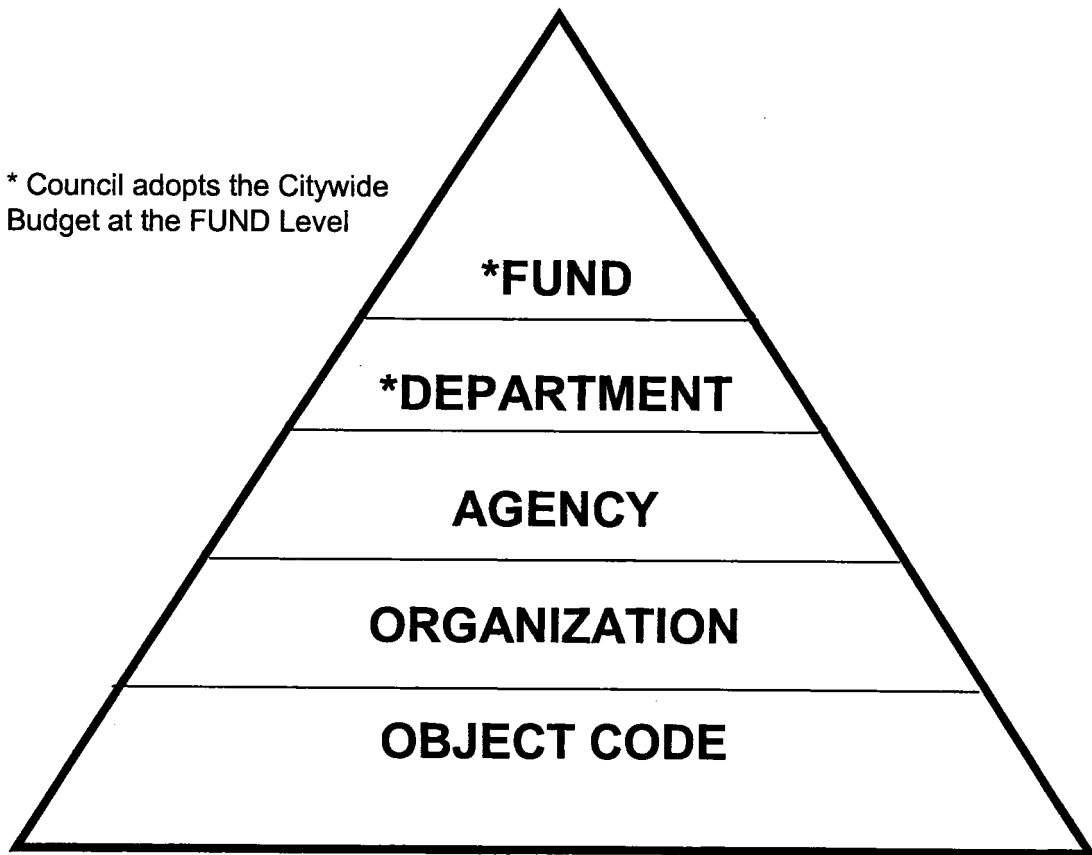 * Council adopts the Citywide
Budget at the FUND Level
*FUND
*DEPARTMENT
AGENCY
ORGANIZATION
OBJECT CODE